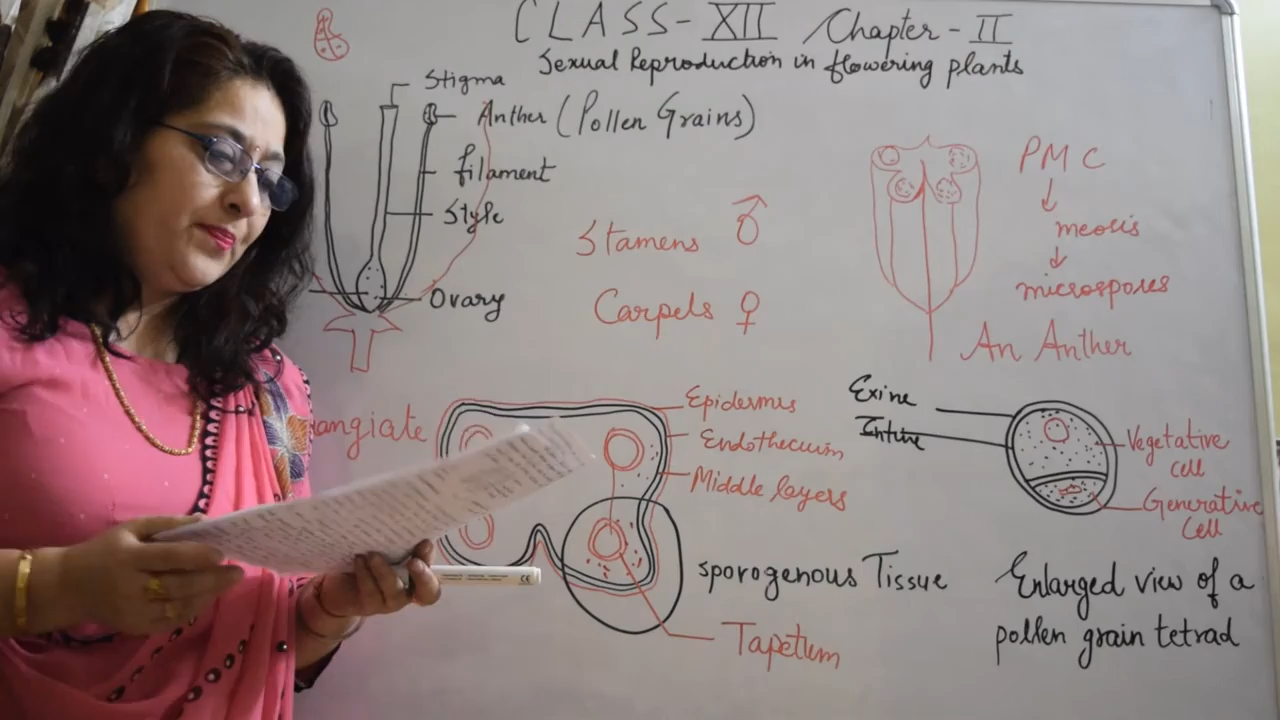 CLASS-XII / Chapter - II
Sexual Reproduction in flowering plants
Stigma
Anther (Pollen Grains)
filament
Style
Ovary
Stamens ♂
Carpels ♀
PMC
↓
meoсis
↓
microspores
An Anther
angiate
Epidermis
Endothecium
Middle layers
Sporogenous Tissue
Tapetum
Exine
Intine
Vegetative
cell
Generative
Cell
Enlarged view of a
pollen grain tetrad